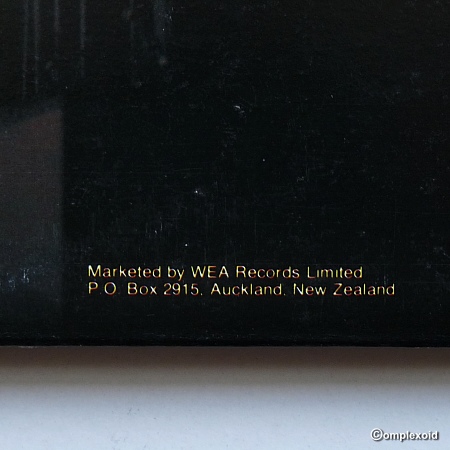 Marketed by WEA Records Limited
P.O. Box 2915, Auckland, New Zealand
©omplexoid